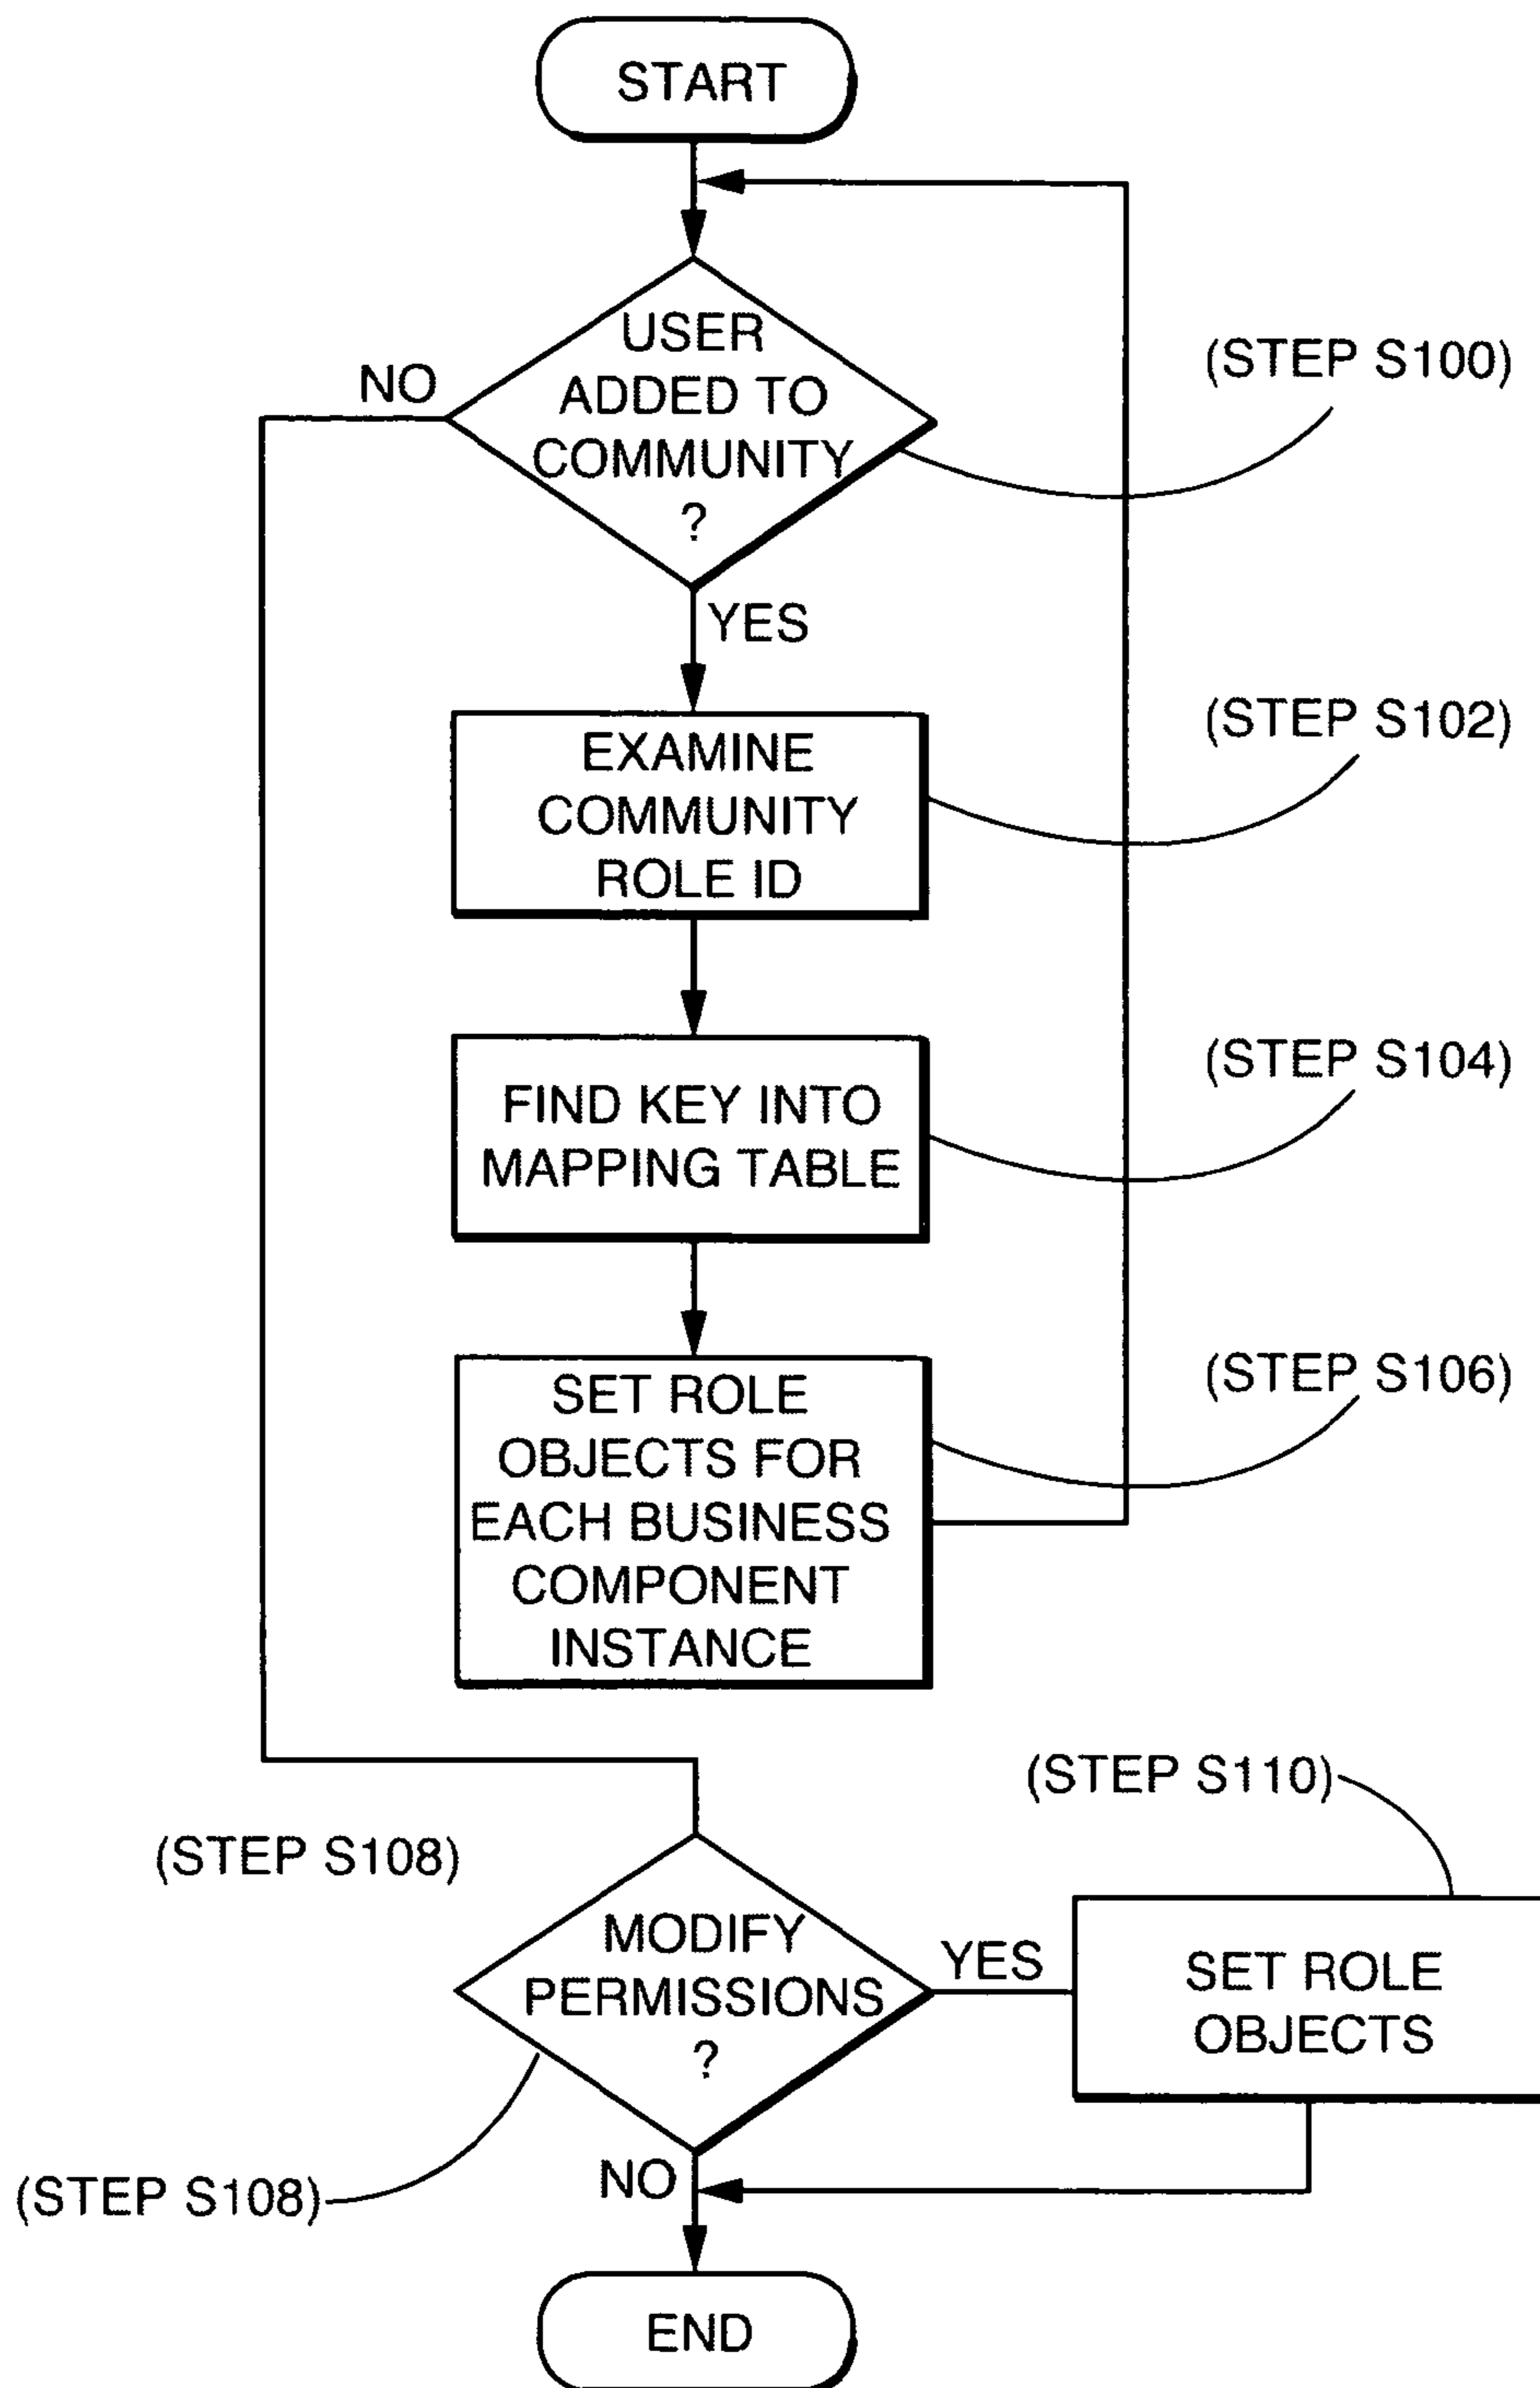 START
USER
ADDED TO
COMMUNITY
?
NO
(STEP S100)
YES
EXAMINE
COMMUNITY
ROLE ID
(STEP S102)
FIND KEY INTO
MAPPING TABLE
(STEP S104)
SET ROLE
OBJECTS FOR
EACH BUSINESS
COMPONENT
INSTANCE
(STEP S106)
(STEP S108)
MODIFY
PERMISSIONS
?
YES
(STEP S110)
SET ROLE
OBJECTS
NO
(STEP S108)
END